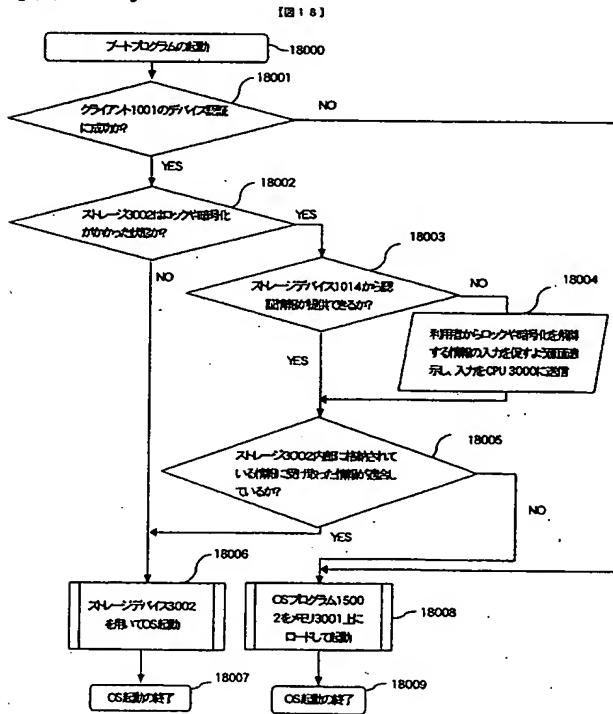 【図18】
ブートプログラムの起動
18000
18001
クライアント1001のデバイス認証
に成功か?
NO
YES
18002
ストレージ3002はロックや暗号化
がかかった状態か?
YES
18003
NO
ストレージデバイス1014から認
証情報が提供できるか?
NO
18004
利用者からロックや暗号化を解除
する情報の入力を促すよう画面表
示し、入力をCPU 3000に送信
YES
18005
ストレージ3002内部に格納されて
いる情報に受け取った情報が適合し
ているか?
NO
YES
18006
ストレージデバイス3002
を用いてOS起動
OSプログラム1500
2をメモリ3001上に
ロードして起動
18008
18007
OS起動の終了
18009
OS起動の終了